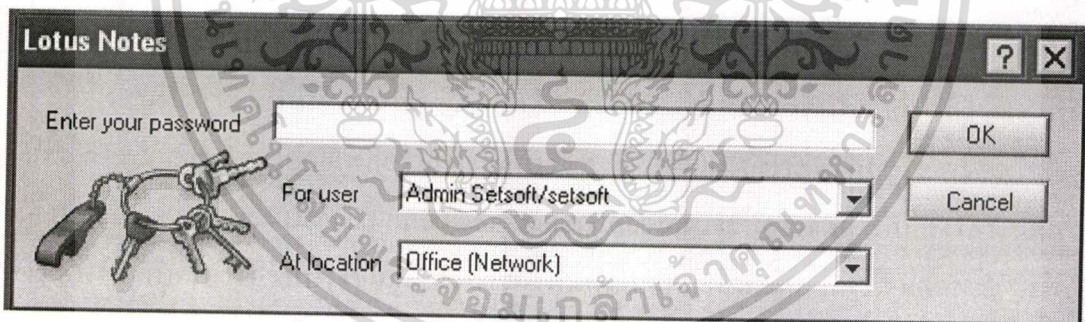 Lotus Notes
Enter your password
OK
For user
Admin Setsoft/setsoft
Cancel
At location
Office (Network)